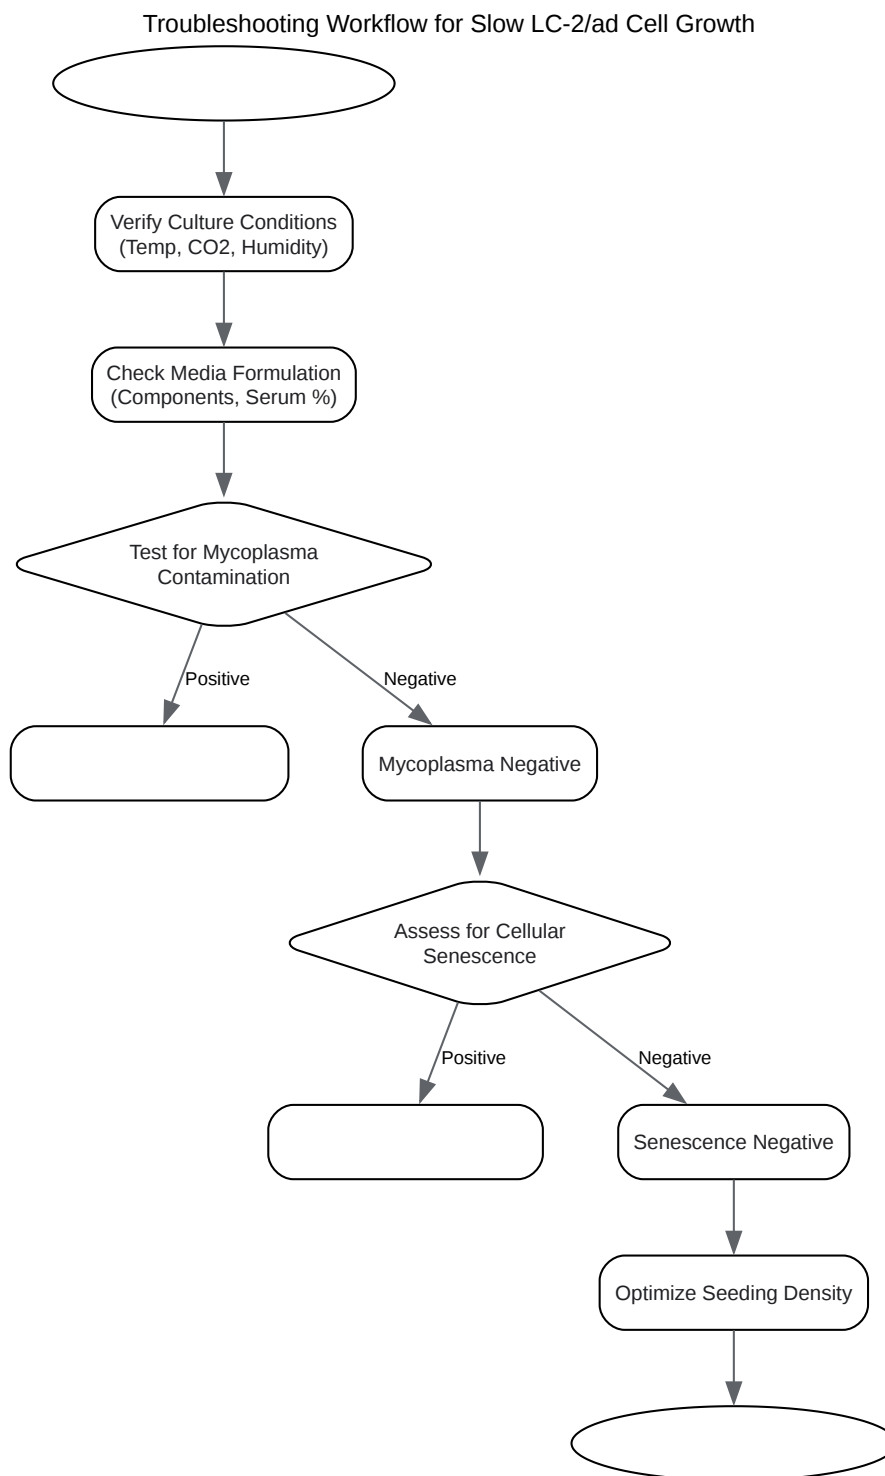 Troubleshooting Workflow for Slow LC-2/ad Cell Growth
Verify Culture Conditions
(Temp, CO2, Humidity)
Check Media Formulation
(Components, Serum %)
Test for Mycoplasma
Contamination
Positive
Negative
Mycoplasma Negative
Assess for Cellular
Senescence
Positive
Negative
Senescence Negative
Optimize Seeding Density